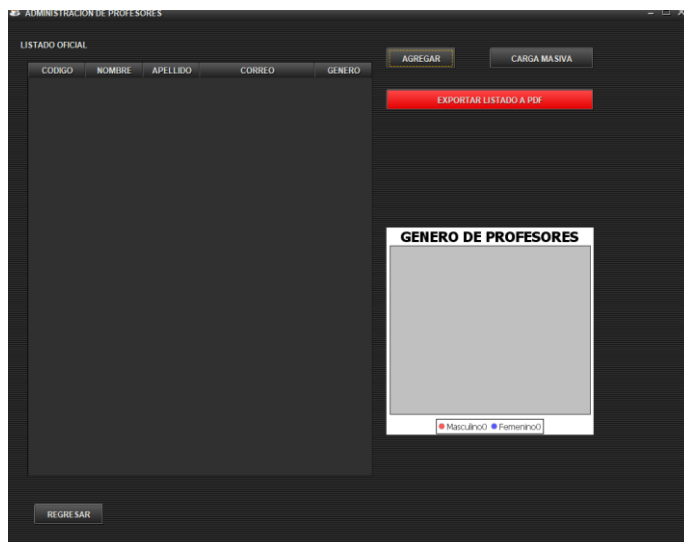 ADMINISTRACION DE PROFESORES
LISTADO OFICIAL
CODIGO NOMBRE APELLIDO CORREO GENERO
AGREGAR CARGA MASIVA
EXPORTAR LISTADO A PDF
GENERO DE PROFESORES
Masculino0 Femenino0
REGRESAR